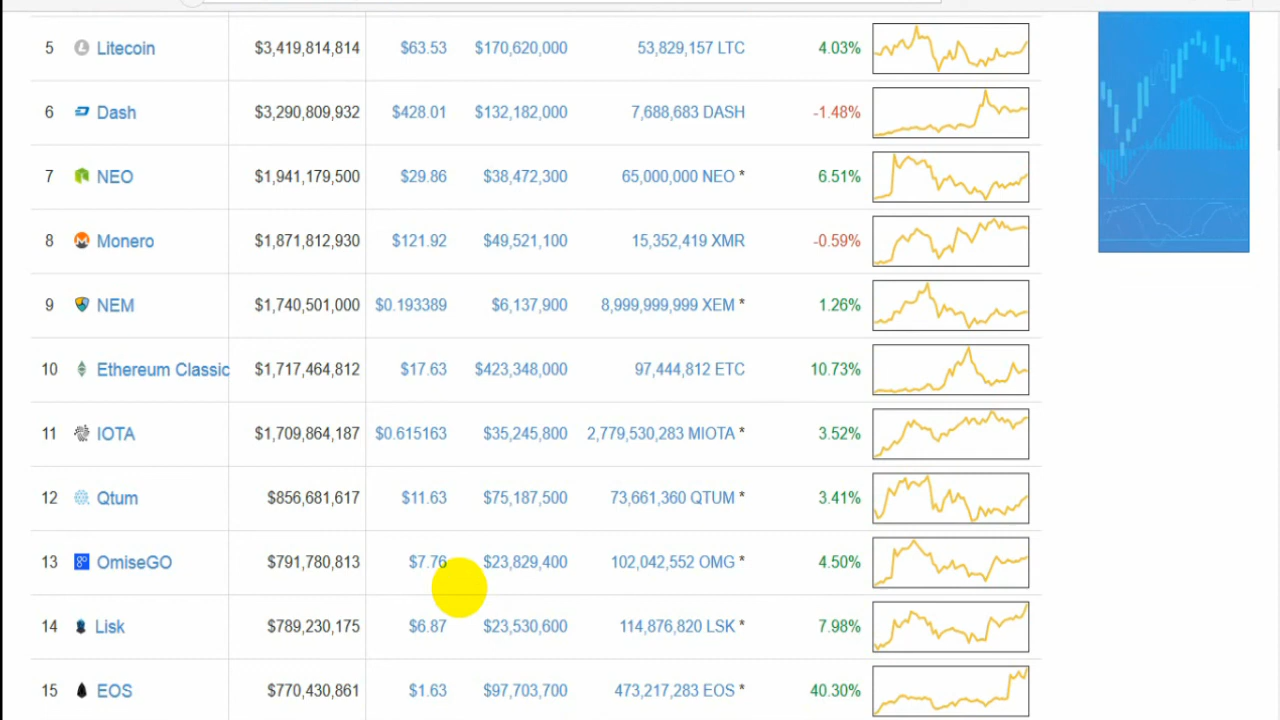 5 Litecoin $3,419,814,814 $63.53 $170,620,000 53,829,157 LTC 4.03%
6 Dash $3,290,809,932 $428.01 $132,182,000 7,688,683 DASH -1.48%
7 NEO $1,941,179,500 $29.86 $38,472,300 65,000,000 NEO * 6.51%
8 Monero $1,871,812,930 $121.92 $49,521,100 15,352,419 XMR -0.59%
9 NEM $1,740,501,000 $0.193389 $6,137,900 8,999,999,999 XEM * 1.26%
10 Ethereum Classic $1,717,464,812 $17.63 $423,348,000 97,444,812 ETC 10.73%
11 IOTA $1,709,864,187 $0.615163 $35,245,800 2,779,530,283 MIOTA * 3.52%
12 Qtum $856,681,617 $11.63 $75,187,500 73,661,360 QTUM * 3.41%
13 OmiseGO $791,780,813 $7.76 $23,829,400 102,042,552 OMG * 4.50%
14 Lisk $789,230,175 $6.87 $23,530,600 114,876,820 LSK * 7.98%
15 EOS $770,430,861 $1.63 $97,703,700 473,217,283 EOS * 40.30%